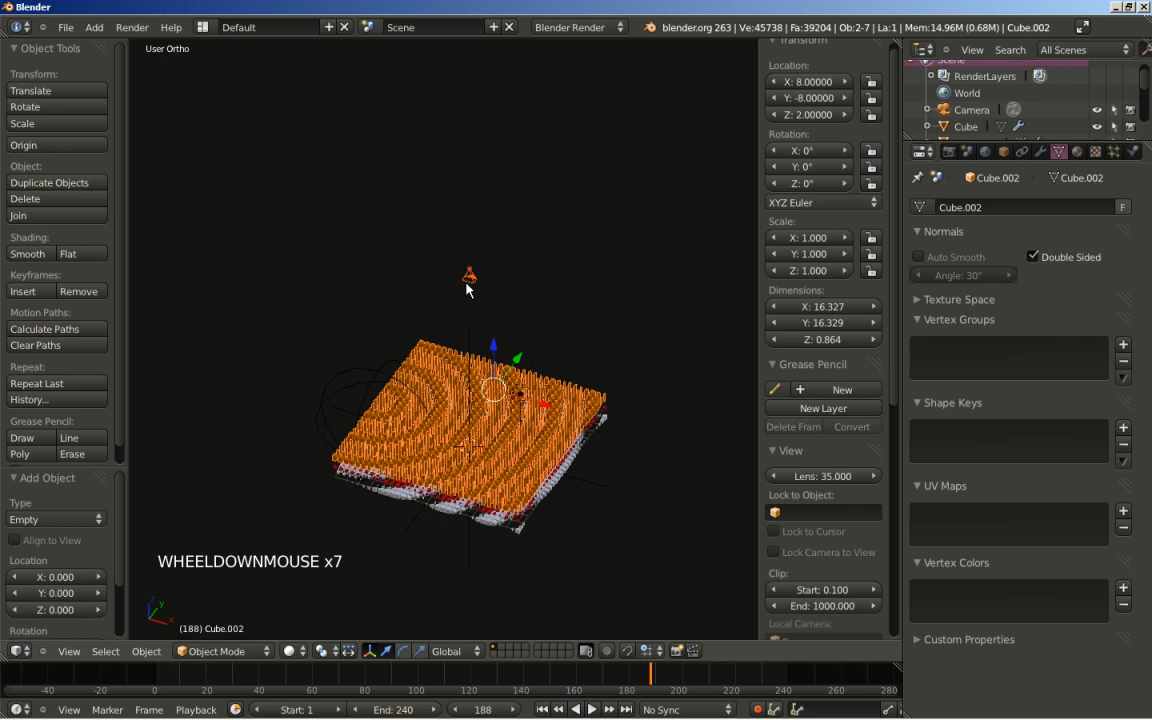 Blender
File Add Render Help Default Scene Blender Render blender.org 263 | Ve:45738 | Fa:39204 | Ob:2-7 | La:1 | Mem:14.96M (0.68M) | Cube.002
Object Tools
Transform:
Translate
Rotate
Scale
Origin
Object:
Duplicate Objects
Delete
Join
Shading:
Smooth Flat
Keyframes:
Insert Remove
Motion Paths:
Calculate Paths
Clear Paths
Repeat:
Repeat Last
History...
Grease Pencil:
Draw Line
Poly Erase
Add Object
Type
Empty
Align to View
Location
X: 0.000
Y: 0.000
Z: 0.000
Rotation
User Ortho
WHEELDOWNMOUSE x7
(188) Cube.002
Transform
Location:
X: 8.00000
Y: -8.00000
Z: 2.00000
Rotation:
X: 0°
Y: 0°
Z: 0°
XYZ Euler
Scale:
X: 1.000
Y: 1.000
Z: 1.000
Dimensions:
X: 16.327
Y: 16.329
Z: 0.864
Grease Pencil
New
New Layer
Delete Fram Convert
View
Lens: 35.000
Lock to Object:
Lock to Cursor
Lock Camera to View
Clip:
Start: 0.100
End: 1000.000
Local Camera:
View Search All Scenes
Scene
RenderLayers
World
Camera
Cube
Cube.002 Cube.002
Cube.002 F
Normals
Auto Smooth Double Sided
Angle: 30°
Texture Space
Vertex Groups
Shape Keys
UV Maps
Vertex Colors
Custom Properties
View Select Object Object Mode Global
-40 -20 0 20 40 60 80 100 120 140 160 180 200 220 240 260 280
View Marker Frame Playback Start: 1 End: 240 188 No Sync